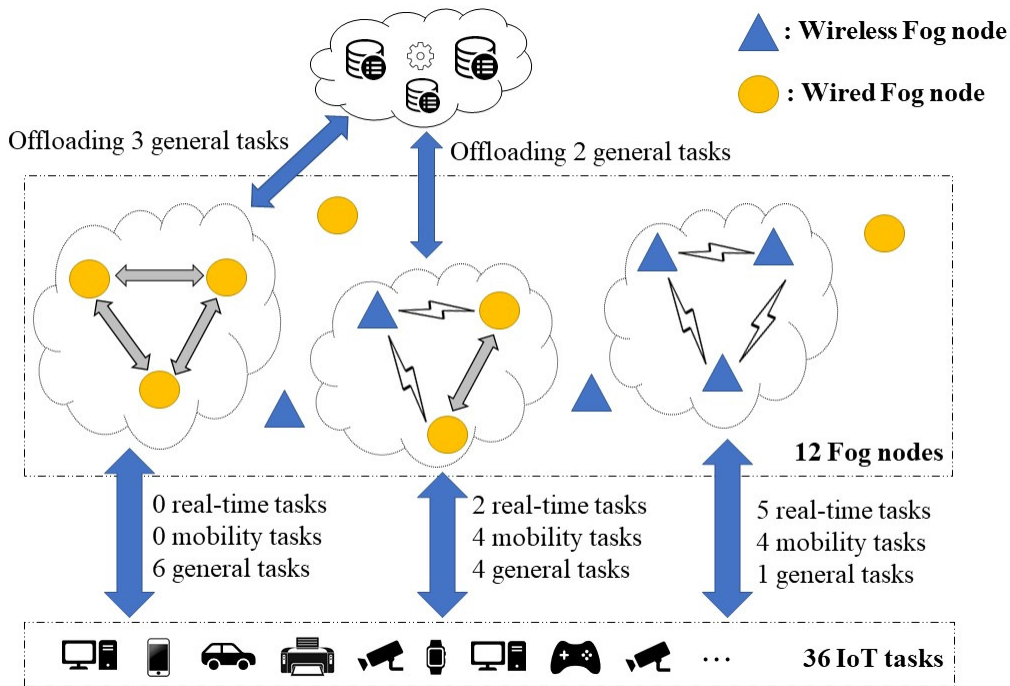 : Wireless Fog node
: Wired Fog node
Offloading 3 general tasks
Offloading 2 general tasks
12 Fog nodes
0 real-time tasks
0 mobility tasks
6 general tasks
2 real-time tasks
4 mobility tasks
4 general tasks
5 real-time tasks
4 mobility tasks
1 general tasks
... 36 IoT tasks